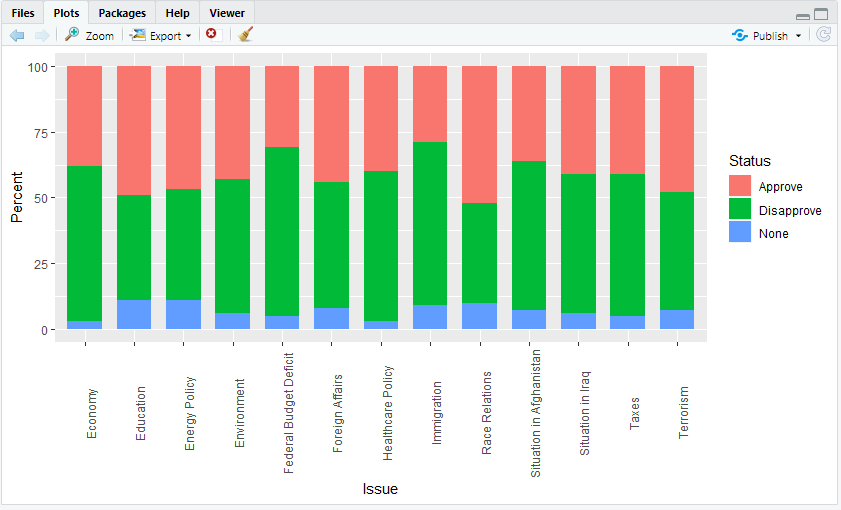 Files Plots Packages Help Viewer
Zoom Export Publish
100
75
50
25
0
Percent
Economy
Education
Energy Policy
Environment
Federal Budget Deficit
Foreign Affairs
Healthcare Policy
Immigration
Race Relations
Situation in Afghanistan
Situation in Iraq
Taxes
Terrorism
Issue
Status
Approve
Disapprove
None